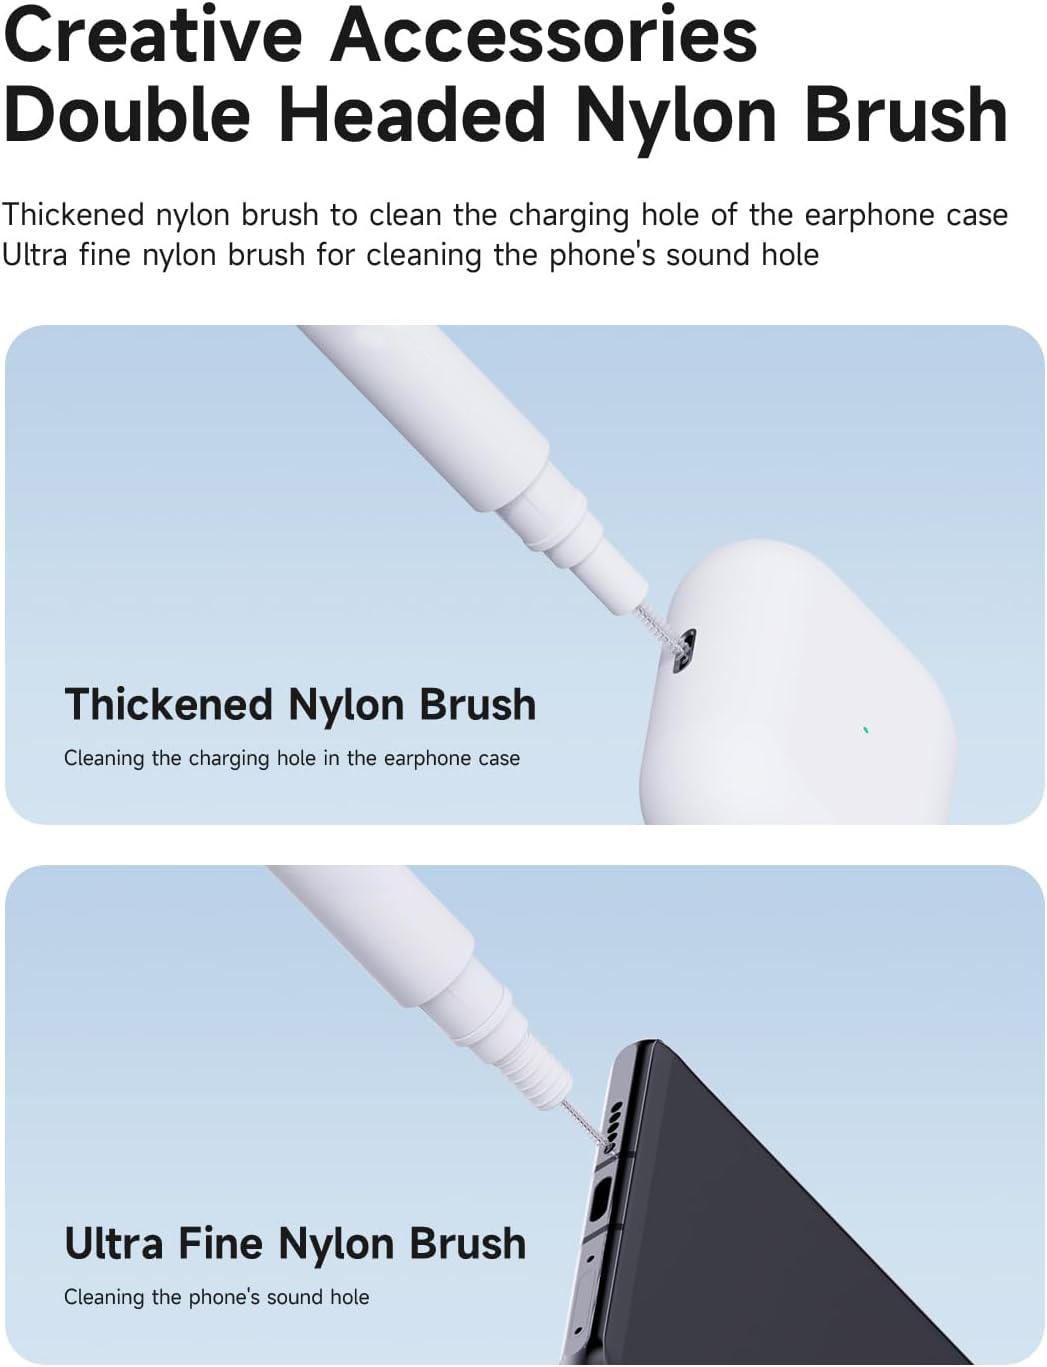 Creative Accessories
Double Headed Nylon Brush
Thickened nylon brush to clean the charging hole of the earphone case
Ultra fine nylon brush for cleaning the phone's sound hole
Thickened Nylon Brush
Cleaning the charging hole in the earphone case
Ultra Fine Nylon Brush
Cleaning the phone's sound hole